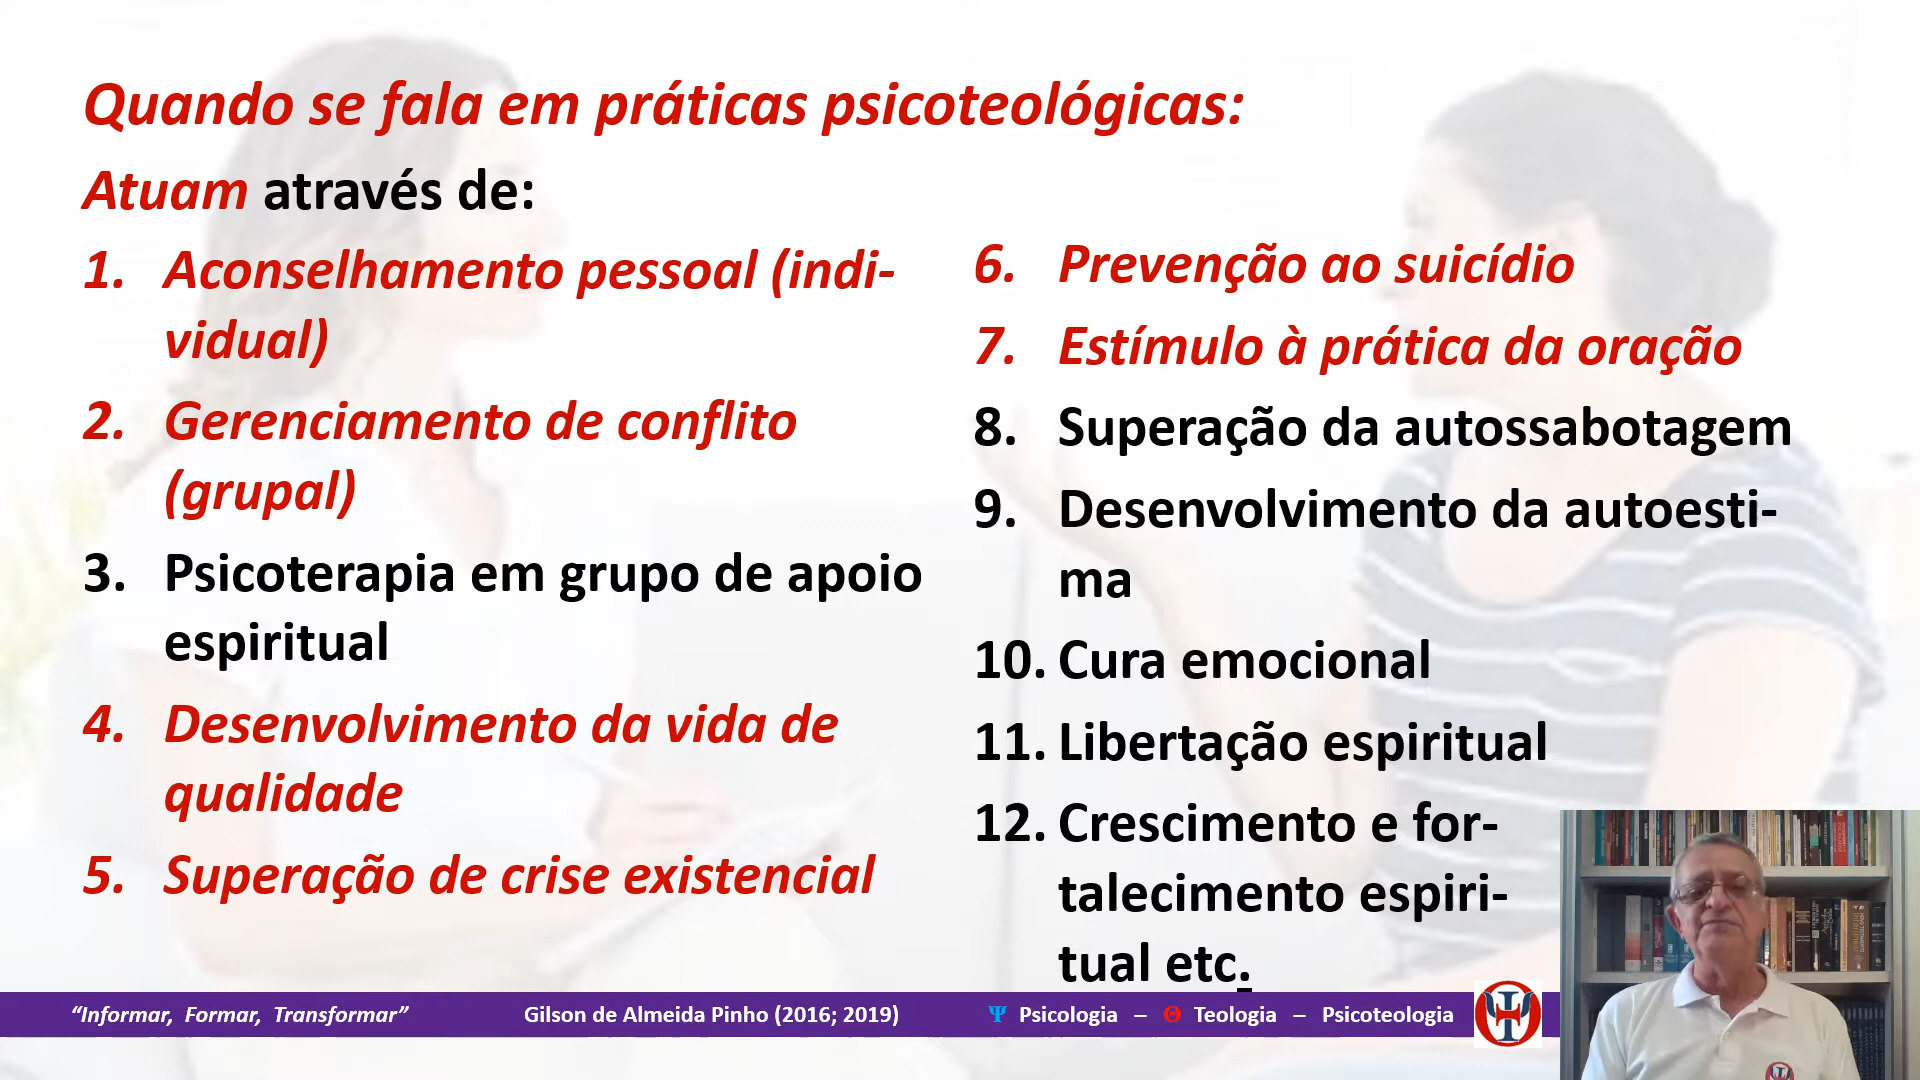 Quando se fala em práticas psicoteológicas:
Atuam através de:
1. Aconselhamento pessoal (indi-
vidual)
2. Gerenciamento de conflito
(grupal)
3. Psicoterapia em grupo de apoio
espiritual
4. Desenvolvimento da vida de
qualidade
5. Superação de crise existencial
6. Prevenção ao suicídio
7. Estímulo à prática da oração
8. Superação da autossabotagem
9. Desenvolvimento da autoesti-
ma
10. Cura emocional
11. Libertação espiritual
12. Crescimento e for-
talecimento espiri-
tual etc.
“Informar, Formar, Transformar” Gilson de Almeida Pinho (2016; 2019) Ψ Psicologia – Θ Teologia – Psicoteologia